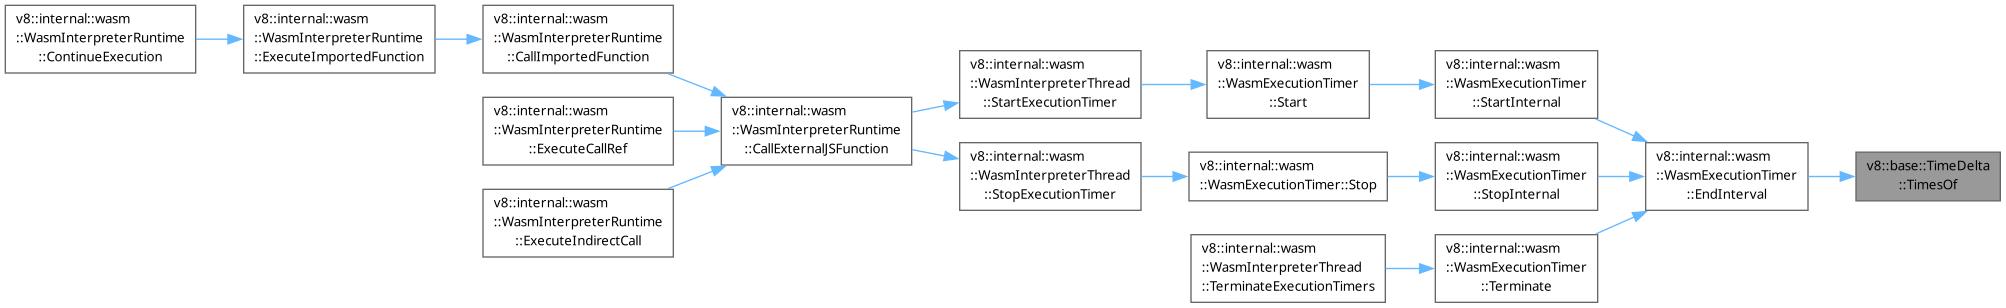 v8::internal::wasm
::WasmInterpreterRuntime
::ContinueExecution
v8::internal::wasm
::WasmInterpreterRuntime
::ExecuteImportedFunction
v8::internal::wasm
::WasmInterpreterRuntime
::CallImportedFunction
v8::internal::wasm
::WasmInterpreterRuntime
::ExecuteCallRef
v8::internal::wasm
::WasmInterpreterRuntime
::ExecuteIndirectCall
v8::internal::wasm
::WasmInterpreterRuntime
::CallExternalJSFunction
v8::internal::wasm
::WasmInterpreterThread
::StartExecutionTimer
v8::internal::wasm
::WasmInterpreterThread
::StopExecutionTimer
v8::internal::wasm
::WasmExecutionTimer
::Start
v8::internal::wasm
::WasmExecutionTimer::Stop
v8::internal::wasm
::WasmInterpreterThread
::TerminateExecutionTimers
v8::internal::wasm
::WasmExecutionTimer
::StartInternal
v8::internal::wasm
::WasmExecutionTimer
::StopInternal
v8::internal::wasm
::WasmExecutionTimer
::Terminate
v8::internal::wasm
::WasmExecutionTimer
::EndInterval
v8::base::TimeDelta
::TimesOf